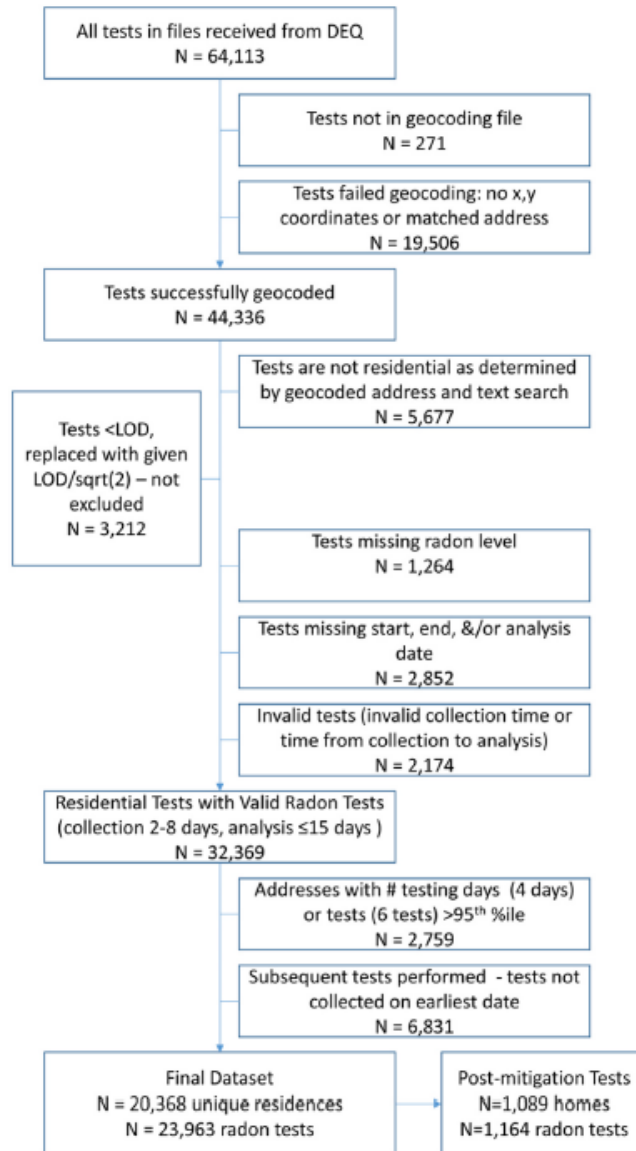 All tests in files received from DEQ
N = 64,113
Tests not in geocoding file
N = 271
Tests failed geocoding: no x,y
coordinates or matched address
N = 19,506
Tests successfully geocoded
N = 44,336
Tests are not residential as determined
by geocoded address and text search
N = 5,677
Tests <LOD,
replaced with given
LOD/sqrt(2) – not
excluded
N = 3,212
Tests missing radon level
N = 1,264
Tests missing start, end, &/or analysis
date
N = 2,852
Invalid tests (invalid collection time or
time from collection to analysis)
N = 2,174
Residential Tests with Valid Radon Tests
(collection 2-8 days, analysis ≤15 days )
N = 32,369
Addresses with # testing days (4 days)
or tests (6 tests) >95th %ile
N = 2,759
Subsequent tests performed - tests not
collected on earliest date
N = 6,831
Final Dataset
N = 20,368 unique residences
N = 23,963 radon tests
Post-mitigation Tests
N=1,089 homes
N=1,164 radon tests